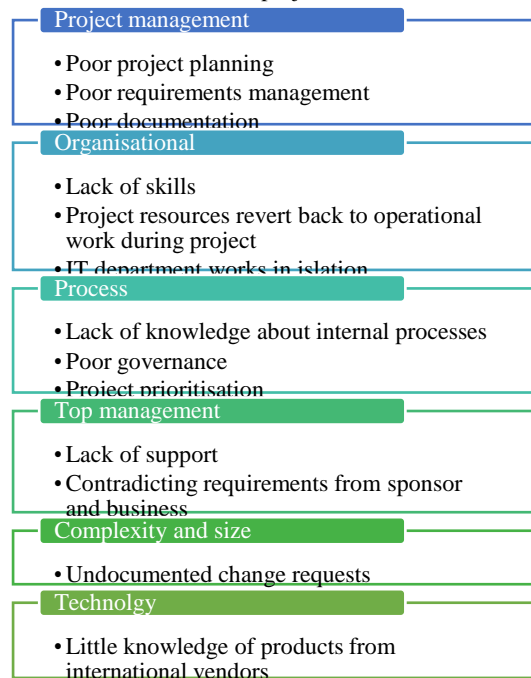 Project management
• Poor project planning
• Poor requirements management
• Poor documentation
Organisational
• Lack of skills
• Project resources revert back to operational
work during project
• IT department works in islation
Process
• Lack of knowledge about internal processes
• Poor governance
• Project prioritisation
Top management
• Lack of support
• Contradicting requirements from sponsor
and business
Complexity and size
• Undocumented change requests
Technolgy
• Little knowledge of products from
international vendors